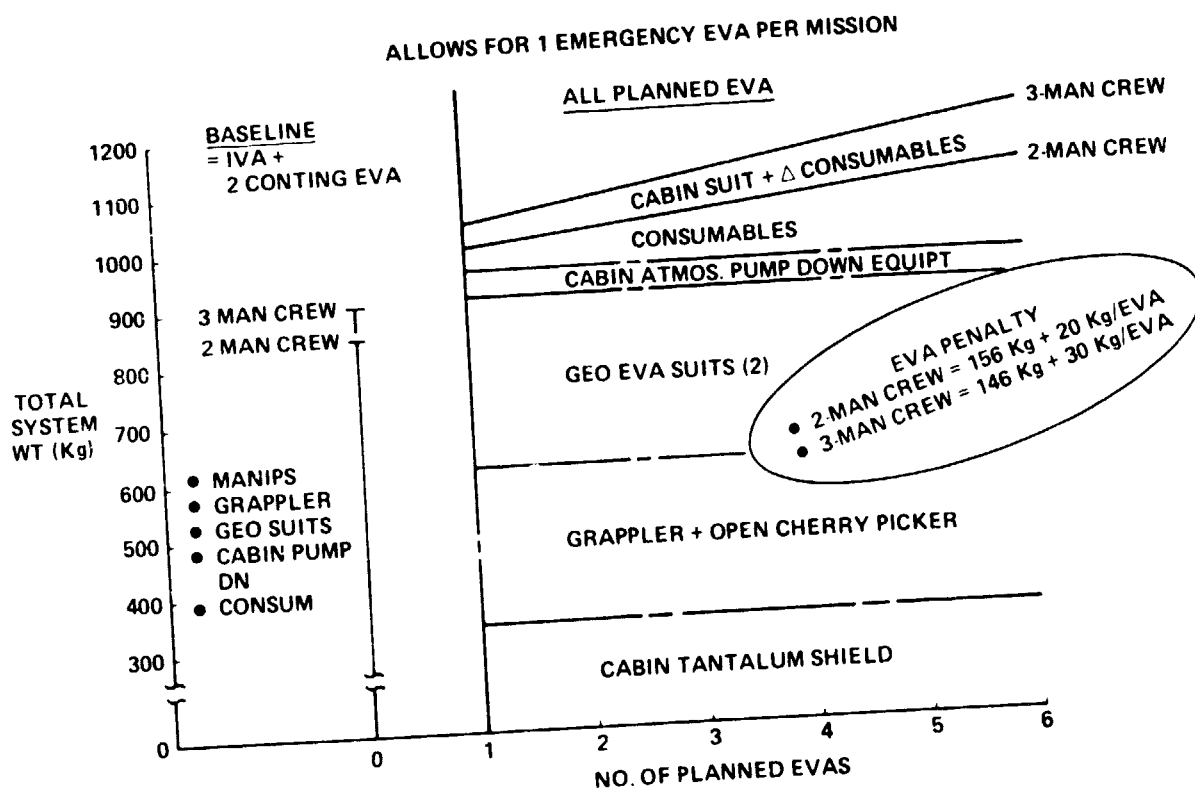 ALLOWS FOR 1 EMERGENCY EVA PER MISSION
ALL PLANNED EVA
BASELINE
= IVA +
2 CONTING EVA
3-MAN CREW
2-MAN CREW
CABIN SUIT + Δ CONSUMABLES
CONSUMABLES
CABIN ATMOS. PUMP DOWN EQUIPT
3 MAN CREW
2 MAN CREW
GEO EVA SUITS (2)
EVA PENALTY
• 2-MAN CREW = 156 Kg + 20 Kg/EVA
• 3-MAN CREW = 146 Kg + 30 Kg/EVA
TOTAL
SYSTEM
WT (Kg)
1200
1100
1000
900
800
700
600
500
400
300
0
• MANIPS
• GRAPPLER
• GEO SUITS
• CABIN PUMP
DN
• CONSUM
GRAPPLER + OPEN CHERRY PICKER
CABIN TANTALUM SHIELD
0 1 2 3 4 5 6
NO. OF PLANNED EVAS